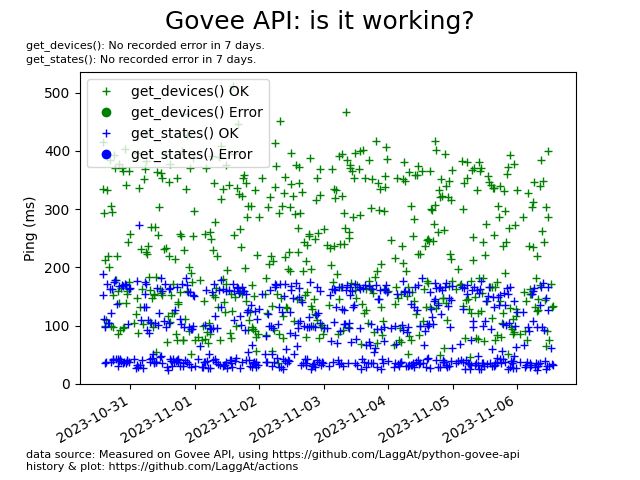 Govee API: is it working?
get_devices(): No recorded error in 7 days.
get_states(): No recorded error in 7 days.
get_devices() OK
get_devices() Error
get_states() OK
get_states() Error
Ping (ms)
500
400
300
200
100
0
2023-10-31
2023-11-01
2023-11-02
2023-11-03
2023-11-04
2023-11-05
2023-11-06
data source: Measured on Govee API, using https://github.com/LaggAt/python-govee-api
history & plot: https://github.com/LaggAt/actions